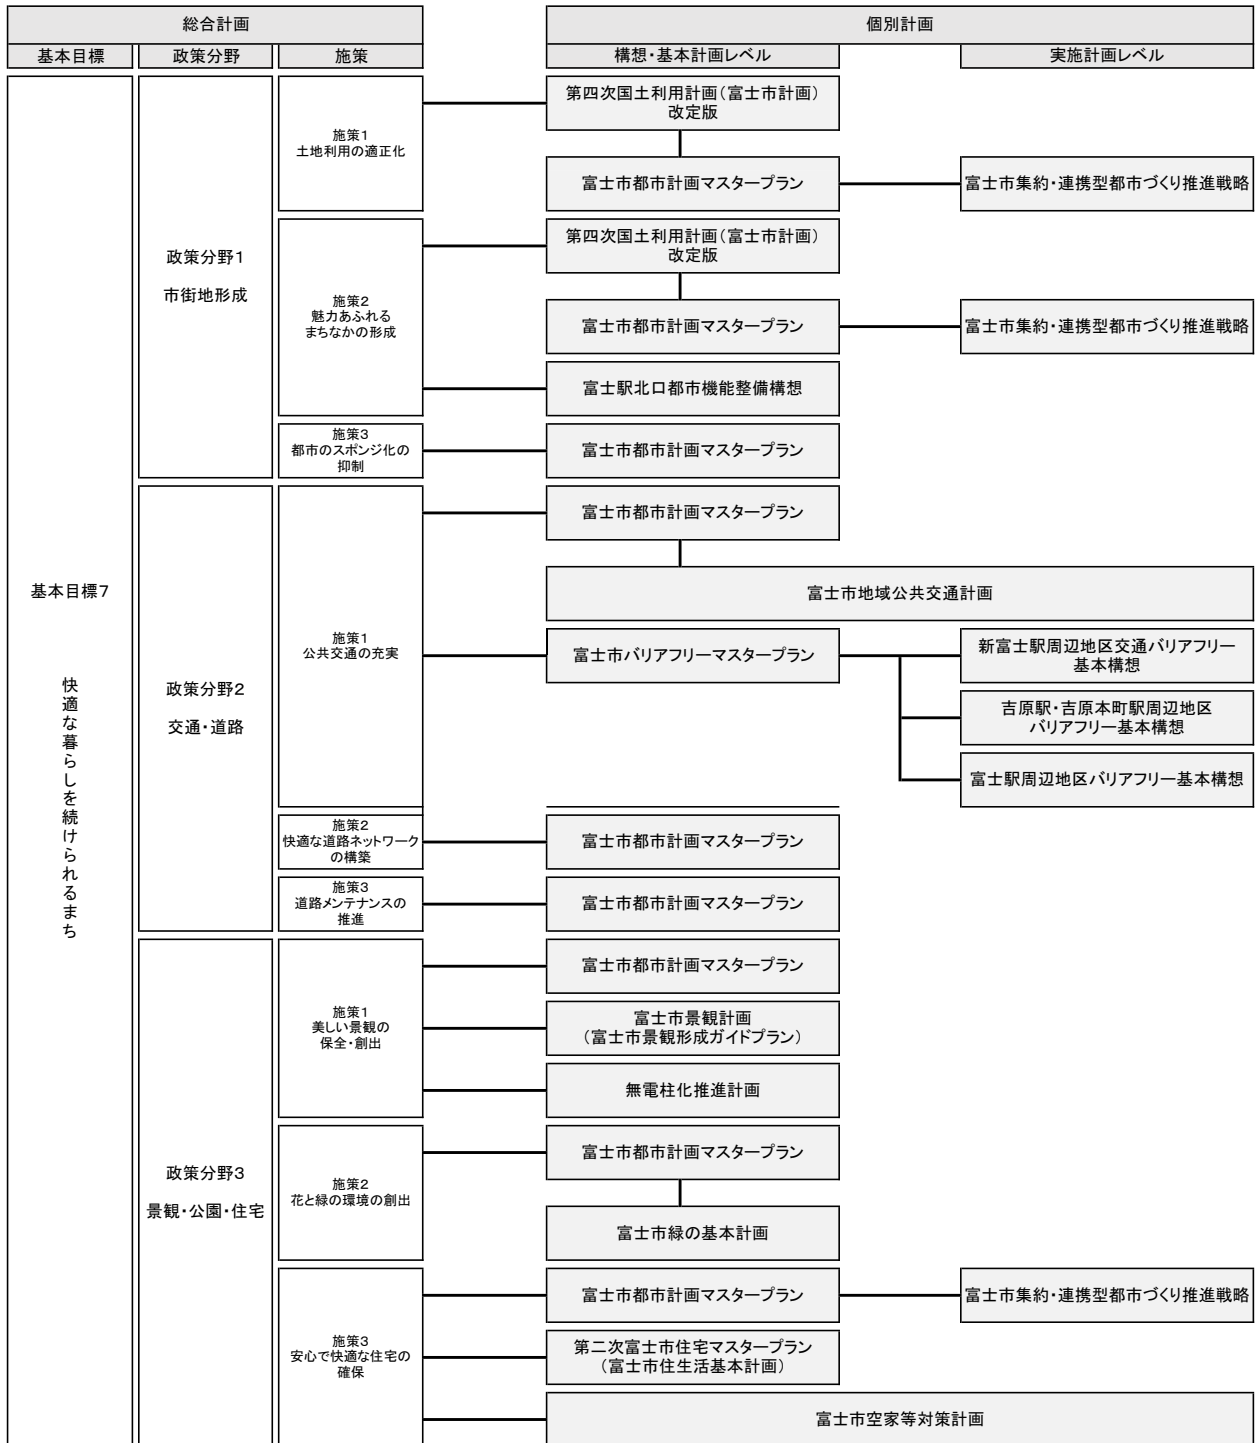 総合計画
個別計画
基本目標
政策分野
施策
構想・基本計画レベル
実施計画レベル
基本目標7
快適な暮らしを続けられるまち
政策分野1
市街地形成
施策1
土地利用の適正化
第四次国土利用計画（富士市計画）
改定版
富士市都市計画マスタープラン
富士市集約・連携型都市づくり推進戦略
施策2
魅力あふれる
まちなかの形成
第四次国土利用計画（富士市計画）
改定版
富士市都市計画マスタープラン
富士市集約・連携型都市づくり推進戦略
富士駅北口都市機能整備構想
施策3
都市のスポンジ化の
抑制
富士市都市計画マスタープラン
政策分野2
交通・道路
施策1
公共交通の充実
富士市都市計画マスタープラン
富士市地域公共交通計画
富士市バリアフリーマスタープラン
新富士駅周辺地区交通バリアフリー
基本構想
吉原駅・吉原本町駅周辺地区
バリアフリー基本構想
富士駅周辺地区バリアフリー基本構想
施策2
快適な道路ネットワーク
の構築
富士市都市計画マスタープラン
施策3
道路メンテナンスの
推進
富士市都市計画マスタープラン
政策分野3
景観・公園・住宅
施策1
美しい景観の
保全・創出
富士市都市計画マスタープラン
富士市景観計画
（富士市景観形成ガイドプラン）
無電柱化推進計画
施策2
花と緑の環境の創出
富士市都市計画マスタープラン
富士市緑の基本計画
施策3
安心で快適な住宅の
確保
富士市都市計画マスタープラン
富士市集約・連携型都市づくり推進戦略
第二次富士市住宅マスタープラン
（富士市住生活基本計画）
富士市空家等対策計画